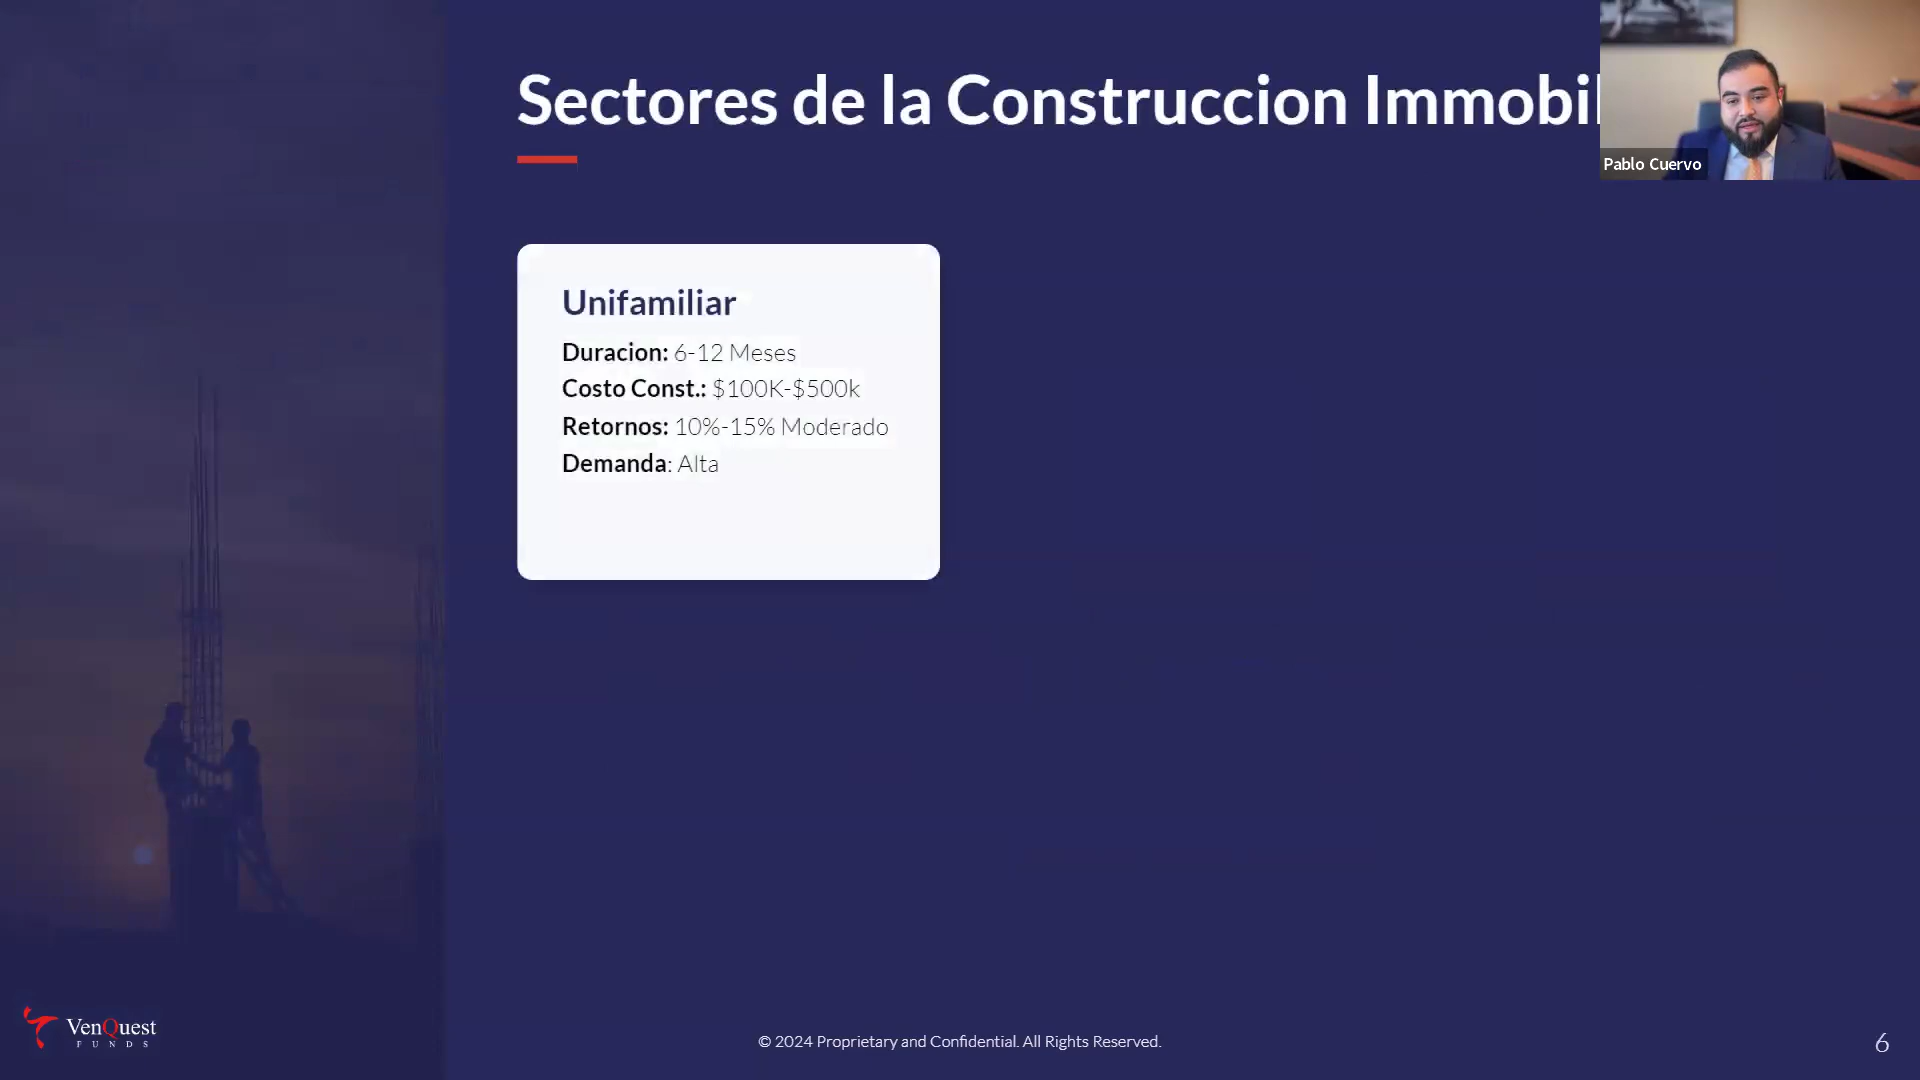 Sectores de la Construccion Immobil
Pablo Cuervo
Unifamiliar
Duracion: 6-12 Meses
Costo Const.: $100K-$500k
Retornos: 10%-15% Moderado
Demanda: Alta
VenQuest
FUNDS
© 2024 Proprietary and Confidential. All Rights Reserved.
6